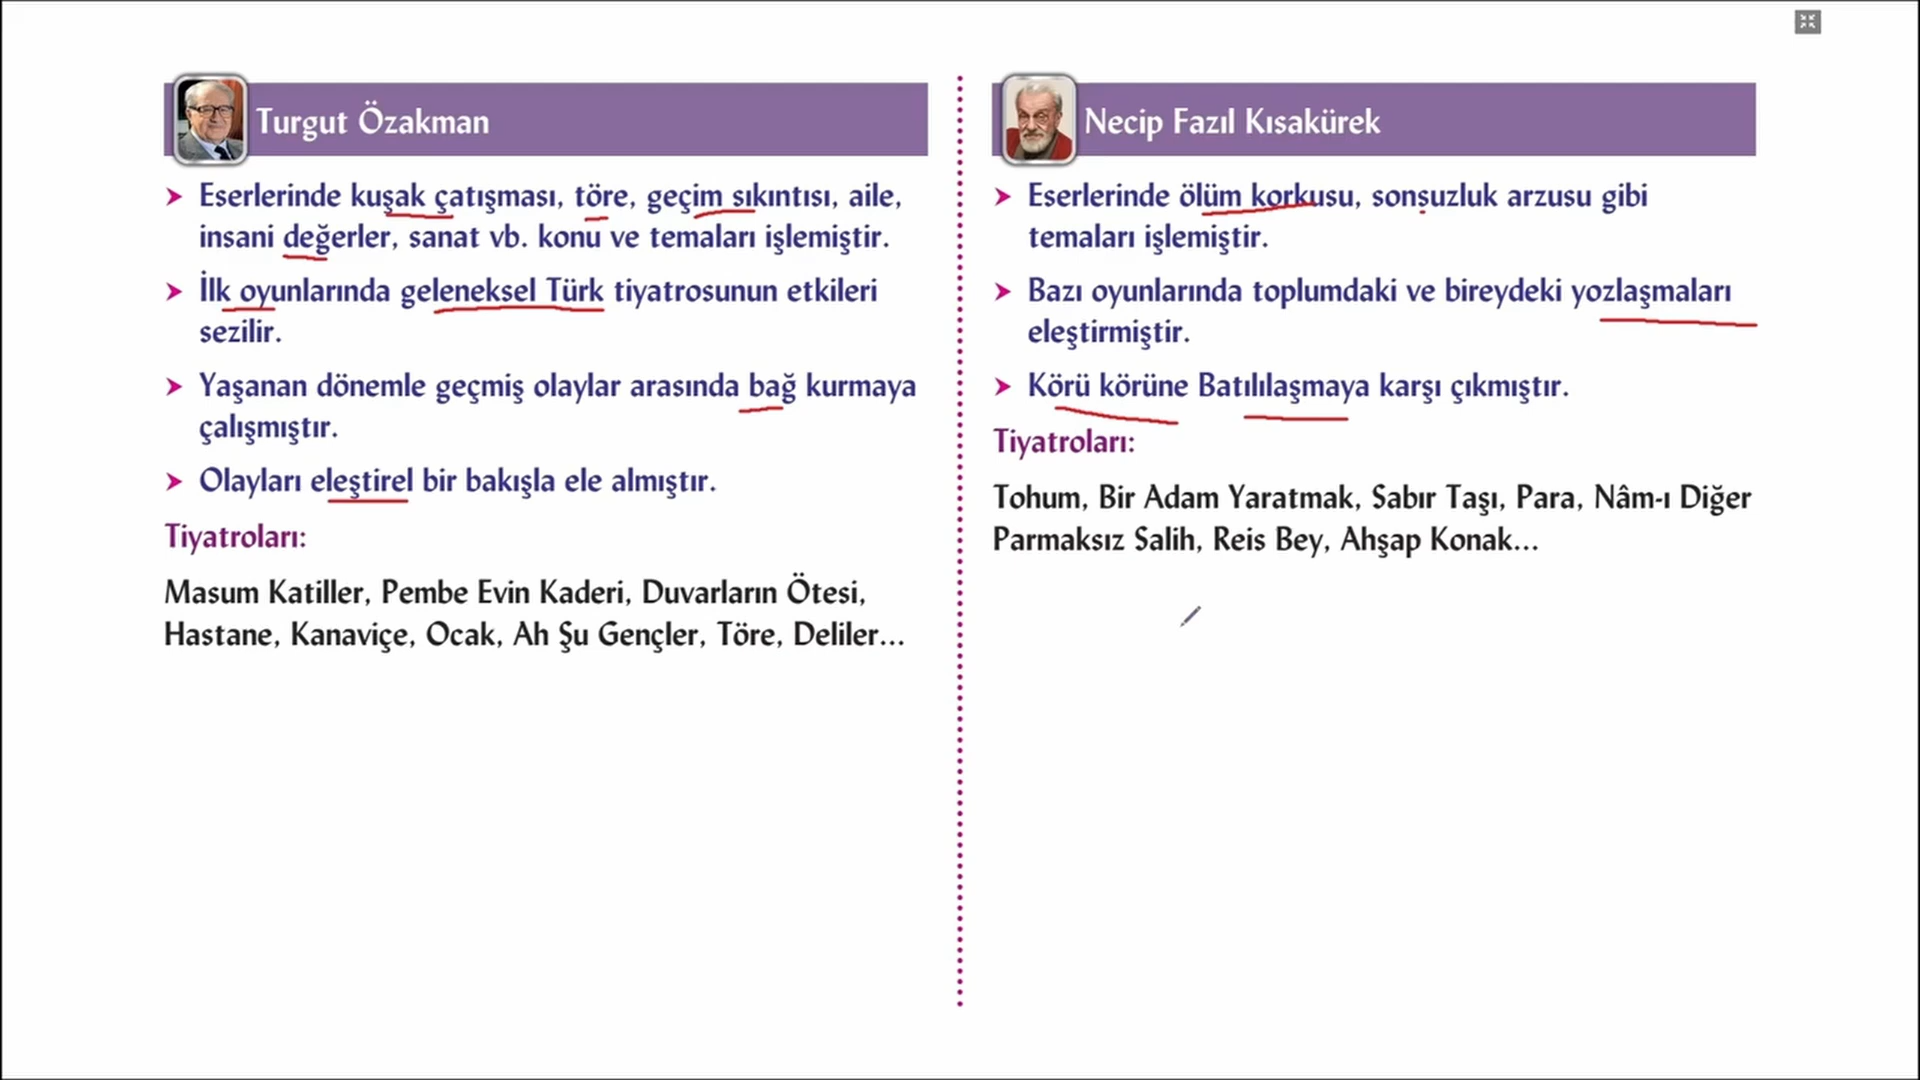 Turgut Özakman
Eserlerinde kuşak çatışması, töre, geçim sıkıntısı, aile,
insani değerler, sanat vb. konu ve temaları işlemiştir.
İlk oyunlarında geleneksel Türk tiyatrosunun etkileri
sezilir.
Yaşanan dönemle geçmiş olaylar arasında bağ kurmaya
çalışmıştır.
Olayları eleştirel bir bakışla ele almıştır.
Tiyatroları:
Masum Katiller, Pembe Evin Kaderi, Duvarların Ötesi,
Hastane, Kanaviçe, Ocak, Ah Şu Gençler, Töre, Deliler...
Necip Fazıl Kısakürek
Eserlerinde ölüm korkusu, sonsuzluk arzusu gibi
temaları işlemiştir.
Bazı oyunlarında toplumdaki ve bireydeki yozlaşmaları
eleştirmiştir.
Körü körüne Batılılaşmaya karşı çıkmıştır.
Tiyatroları:
Tohum, Bir Adam Yaratmak, Sabır Taşı, Para, Nâm-ı Diğer
Parmaksız Salih, Reis Bey, Ahşap Konak...